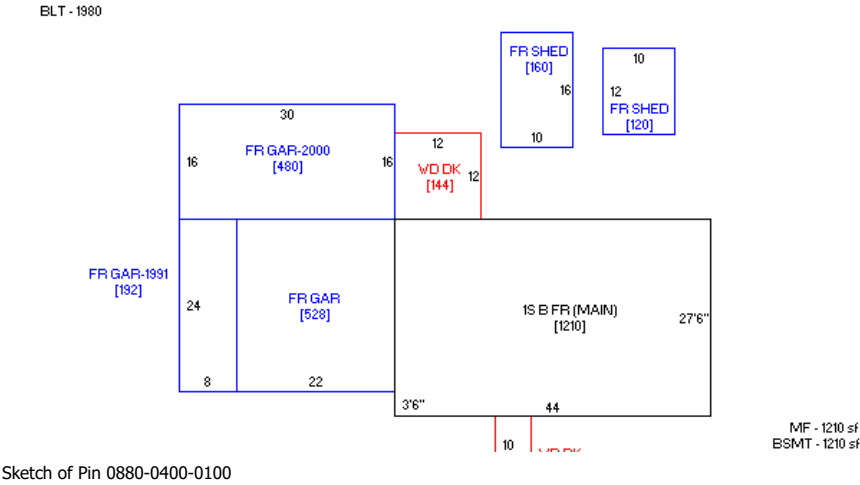 BLT - 1980
FR SHED
[160]
16
10
10
12
FR SHED
[120]
30
16
FR GAR-2000
[480]
16
12
WD DK
[144]
12
FR GAR-1991
[192]
24
8
FR GAR
[528]
22
1S B FR (MAIN)
[1210]
27'6"
3'6"
44
10
WD DK
MF - 1210 sf
BSMT - 1210 sf
Sketch of Pin 0880-0400-0100